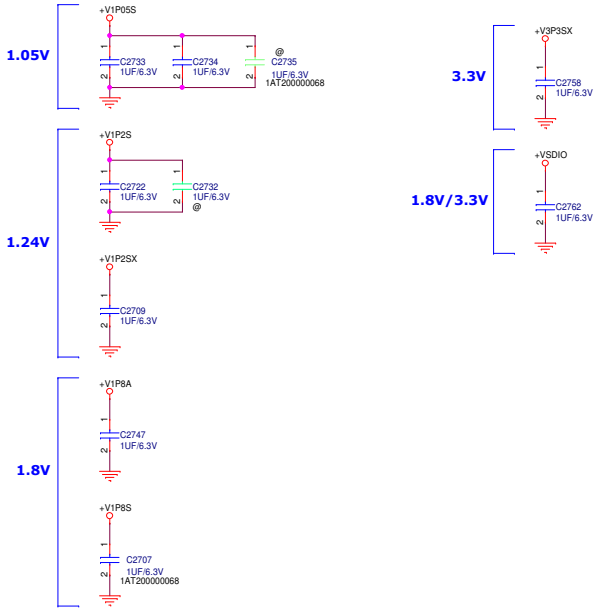 1.05V
+V1P05S
1
2
C2733
1UF/6.3V
1
2
C2734
1UF/6.3V
@
1
2
C2735
1UF/6.3V
1AT200000068
1.24V
+V1P2S
1
2
C2722
1UF/6.3V
1
2
C2732
1UF/6.3V
@
+V1P2SX
1
2
C2709
1UF/6.3V
1.8V
+V1P8A
1
2
C2747
1UF/6.3V
+V1P8S
1
2
C2707
1UF/6.3V
1AT200000068
3.3V
+V3P3SX
1
2
C2758
1UF/6.3V
1.8V/3.3V
+VSDIO
1
2
C2762
1UF/6.3V